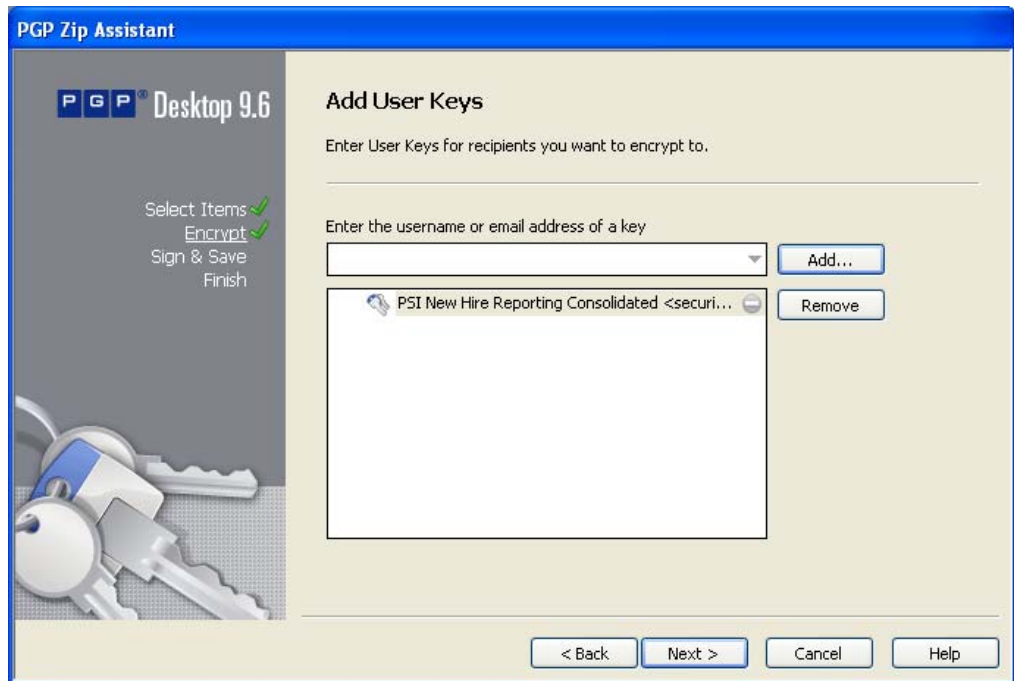 PGP Zip Assistant
PGP® Desktop 9.6
Select Items
Encrypt
Sign & Save
Finish
Add User Keys
Enter User Keys for recipients you want to encrypt to.
Enter the username or email address of a key
Add...
PSI New Hire Reporting Consolidated <securi...
Remove
< Back
Next >
Cancel
Help